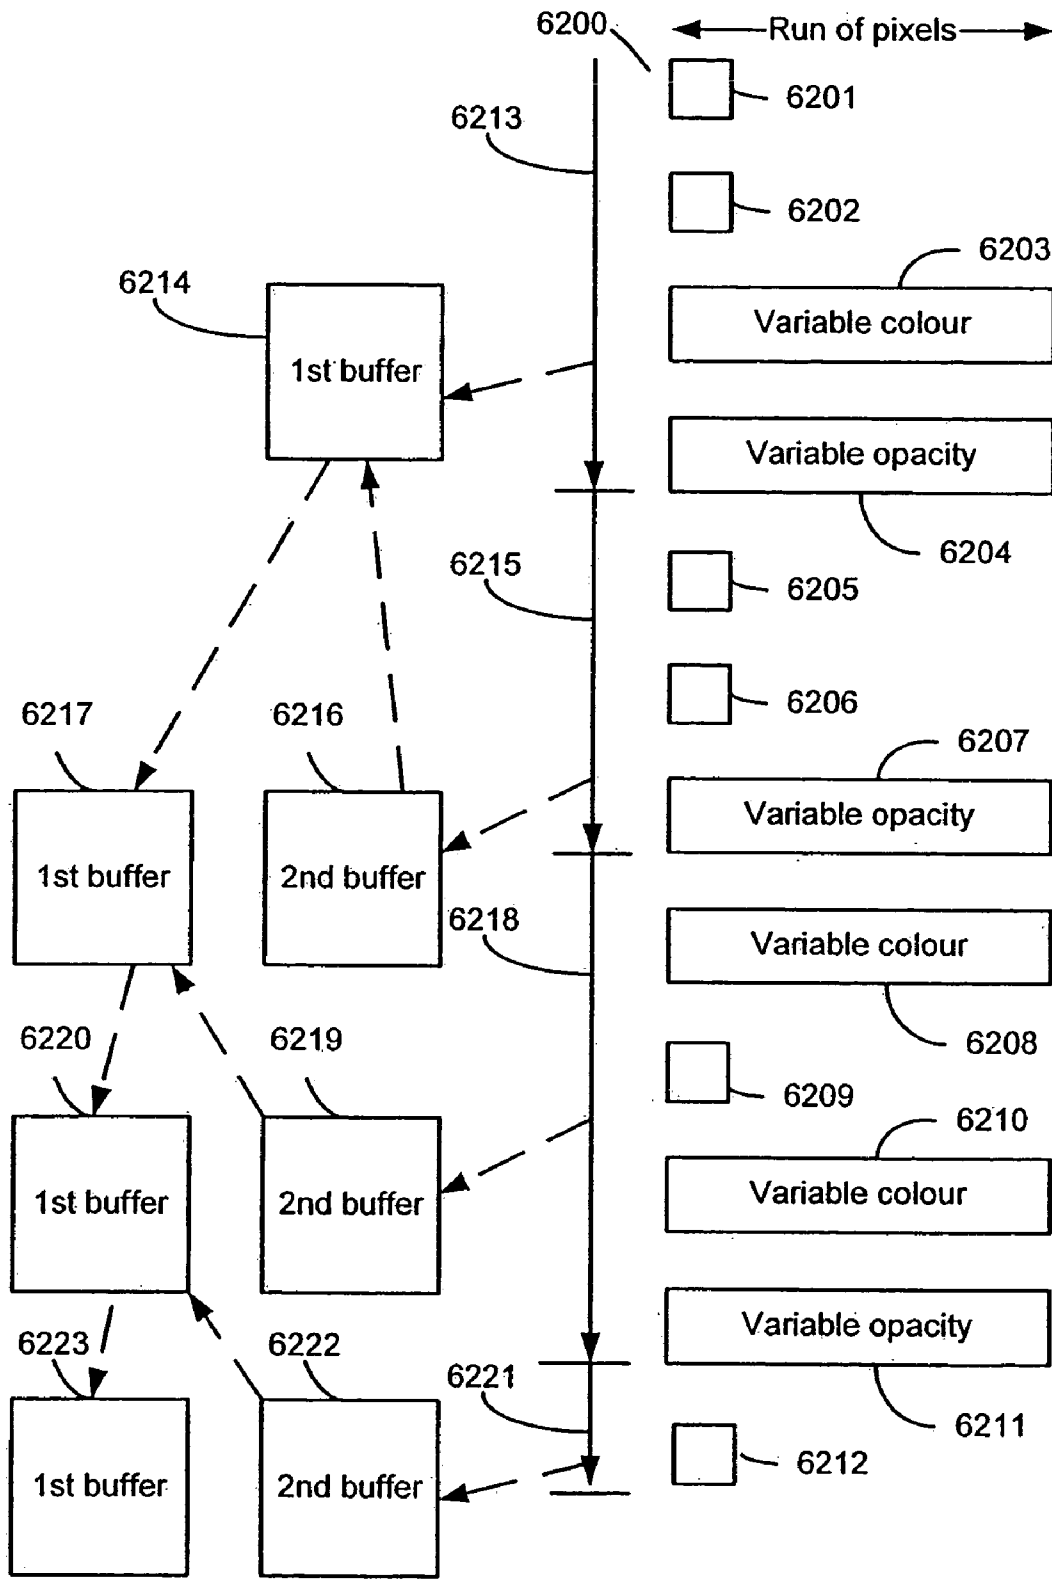 6200
Run of pixels
6201
6213
6202
6203
6214
Variable colour
1st buffer
Variable opacity
6204
6215
6205
6206
6217
6216
6207
Variable opacity
1st buffer
2nd buffer
6218
Variable colour
6220
6219
6208
6209
6210
1st buffer
2nd buffer
Variable colour
Variable opacity
6223
6222
6221
6211
6212
1st buffer
2nd buffer